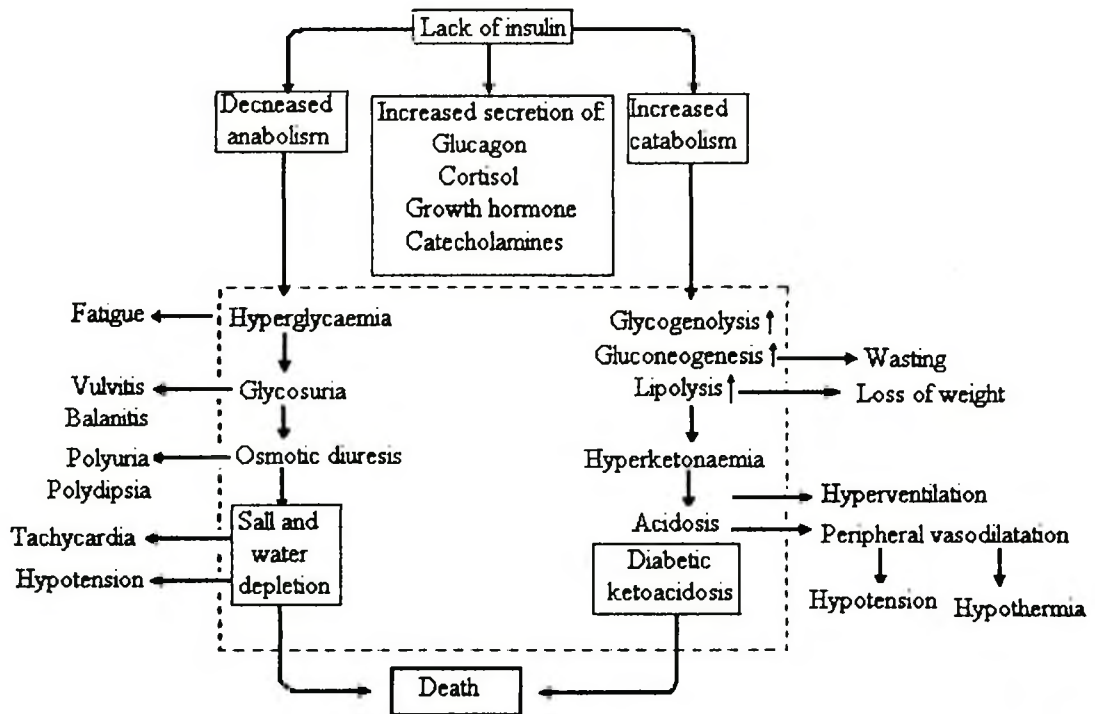 Lack of insulin
Decneased
anabolism
Increased secretion of:
Glucagon
Cortisol
Growth hormone
Catecholamines
Increased
catabolism
Fatigue
Hyperglycaemia
Vulvitis
Balanitis
Glycosuria
Polyuria
Polydipsia
Osmotic diuresis
Tachycardia
Hypotension
Sall and
water
depletion
Glycogenolysis↑
Gluconeogenesis↑
Wasting
Lipolysis↑
Loss of weight
Hyperketonaemia
Hyperventilation
Acidosis
Peripheral vasodilatation
Diabetic
ketoacidosis
Hypotension
Hypothermia
Death